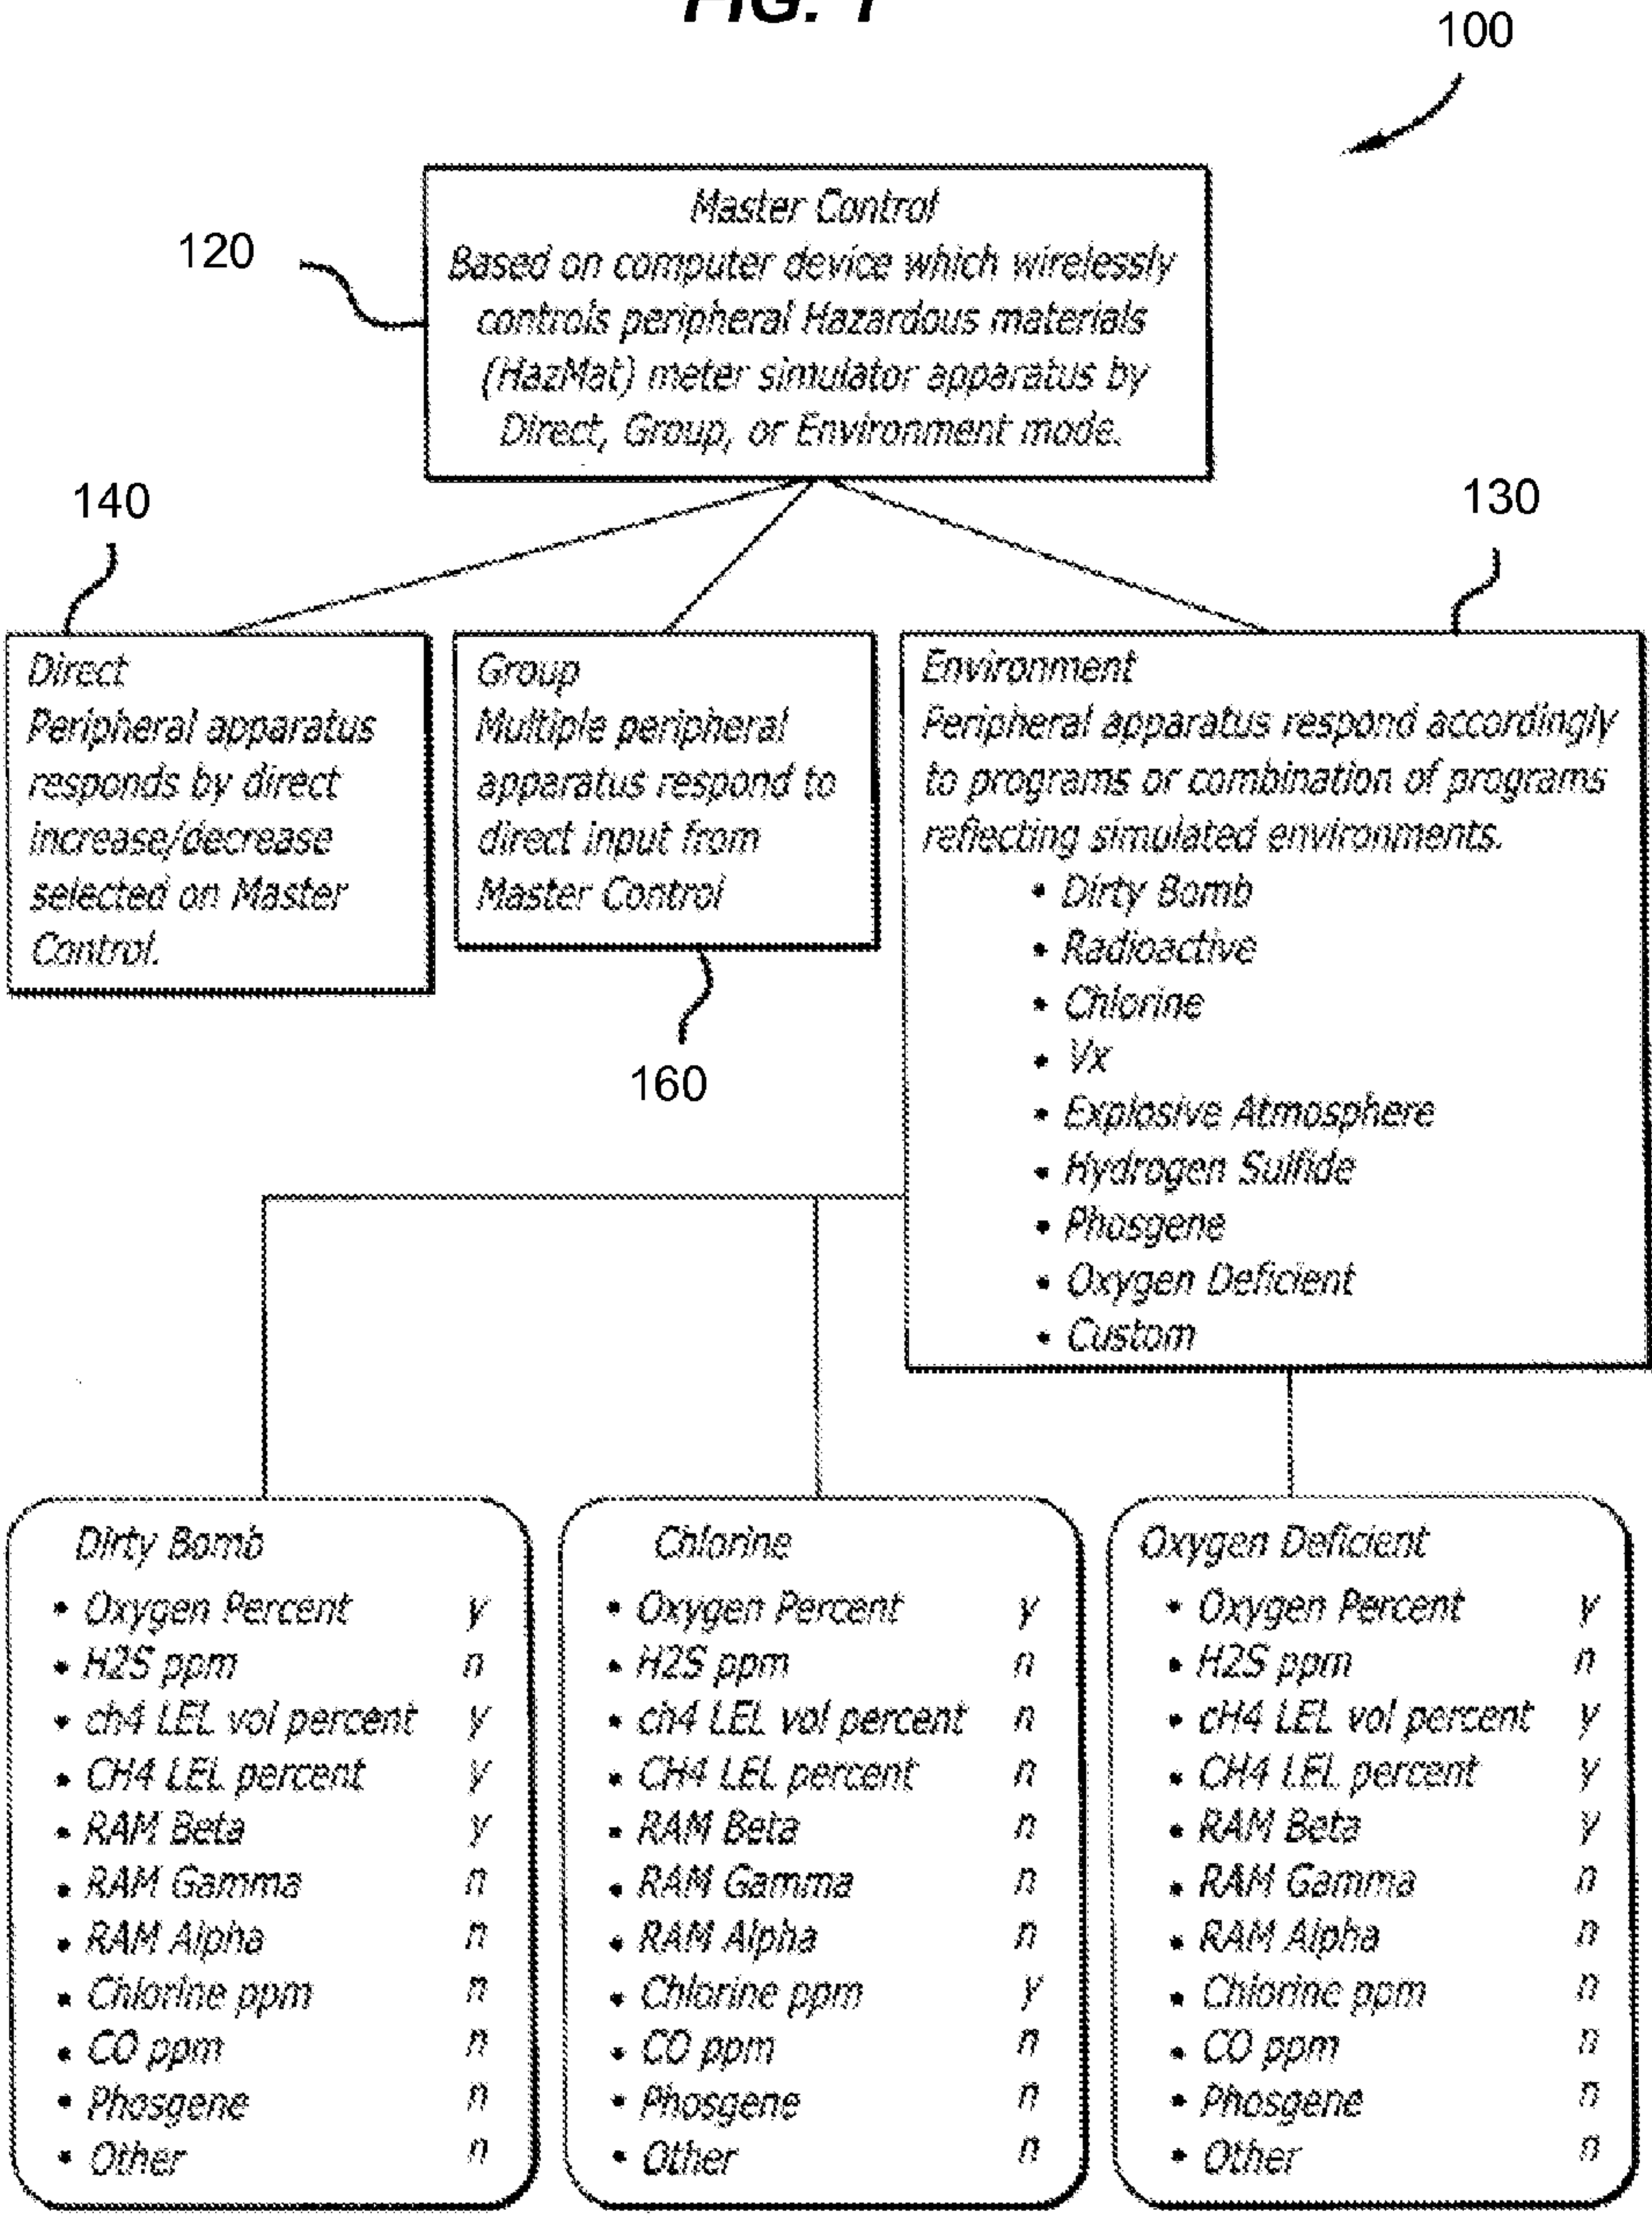 FIG. 1
100
120
Master Control
Based on computer device which wirelessly
controls peripheral Hazardous materials
(HazMat) meter simulator apparatus by
Direct, Group, or Environment mode.
140
130
Direct
Peripheral apparatus
responds by direct
increase/decrease
selected on Master
Control.
Group
Multiple peripheral
apparatus respond to
direct input from
Master Control
160
Environment
Peripheral apparatus respond accordingly
to programs or combination of programs
reflecting simulated environments.
• Dirty Bomb
• Radioactive
• Chlorine
• Vx
• Explosive Atmosphere
• Hydrogen Sulfide
• Phosgene
• Oxygen Deficient
• Custom
Dirty Bomb
• Oxygen Percent y
• H2S ppm n
• ch4 LEL vol percent y
• CH4 LEL percent y
• RAM Beta y
• RAM Gamma n
• RAM Alpha n
• Chlorine ppm n
• CO ppm n
• Phosgene n
• Other n
Chlorine
• Oxygen Percent y
• H2S ppm n
• ch4 LEL vol percent n
• CH4 LEL percent n
• RAM Beta n
• RAM Gamma n
• RAM Alpha n
• Chlorine ppm y
• CO ppm n
• Phosgene n
• Other n
Oxygen Deficient
• Oxygen Percent y
• H2S ppm n
• cH4 LEL vol percent y
• CH4 LEL percent y
• RAM Beta y
• RAM Gamma n
• RAM Alpha n
• Chlorine ppm n
• CO ppm n
• Phosgene n
• Other n